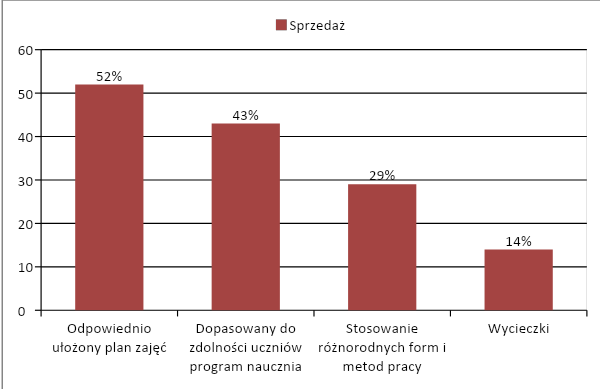 Sprzedaż
60
50
40
30
20
10
0
52%
43%
29%
14%
Odpowiednio
ułożony plan zajęć
Dopasowany do
zdolności uczniów
program naucznia
Stosowanie
różnorodnych form i
metod pracy
Wycieczki